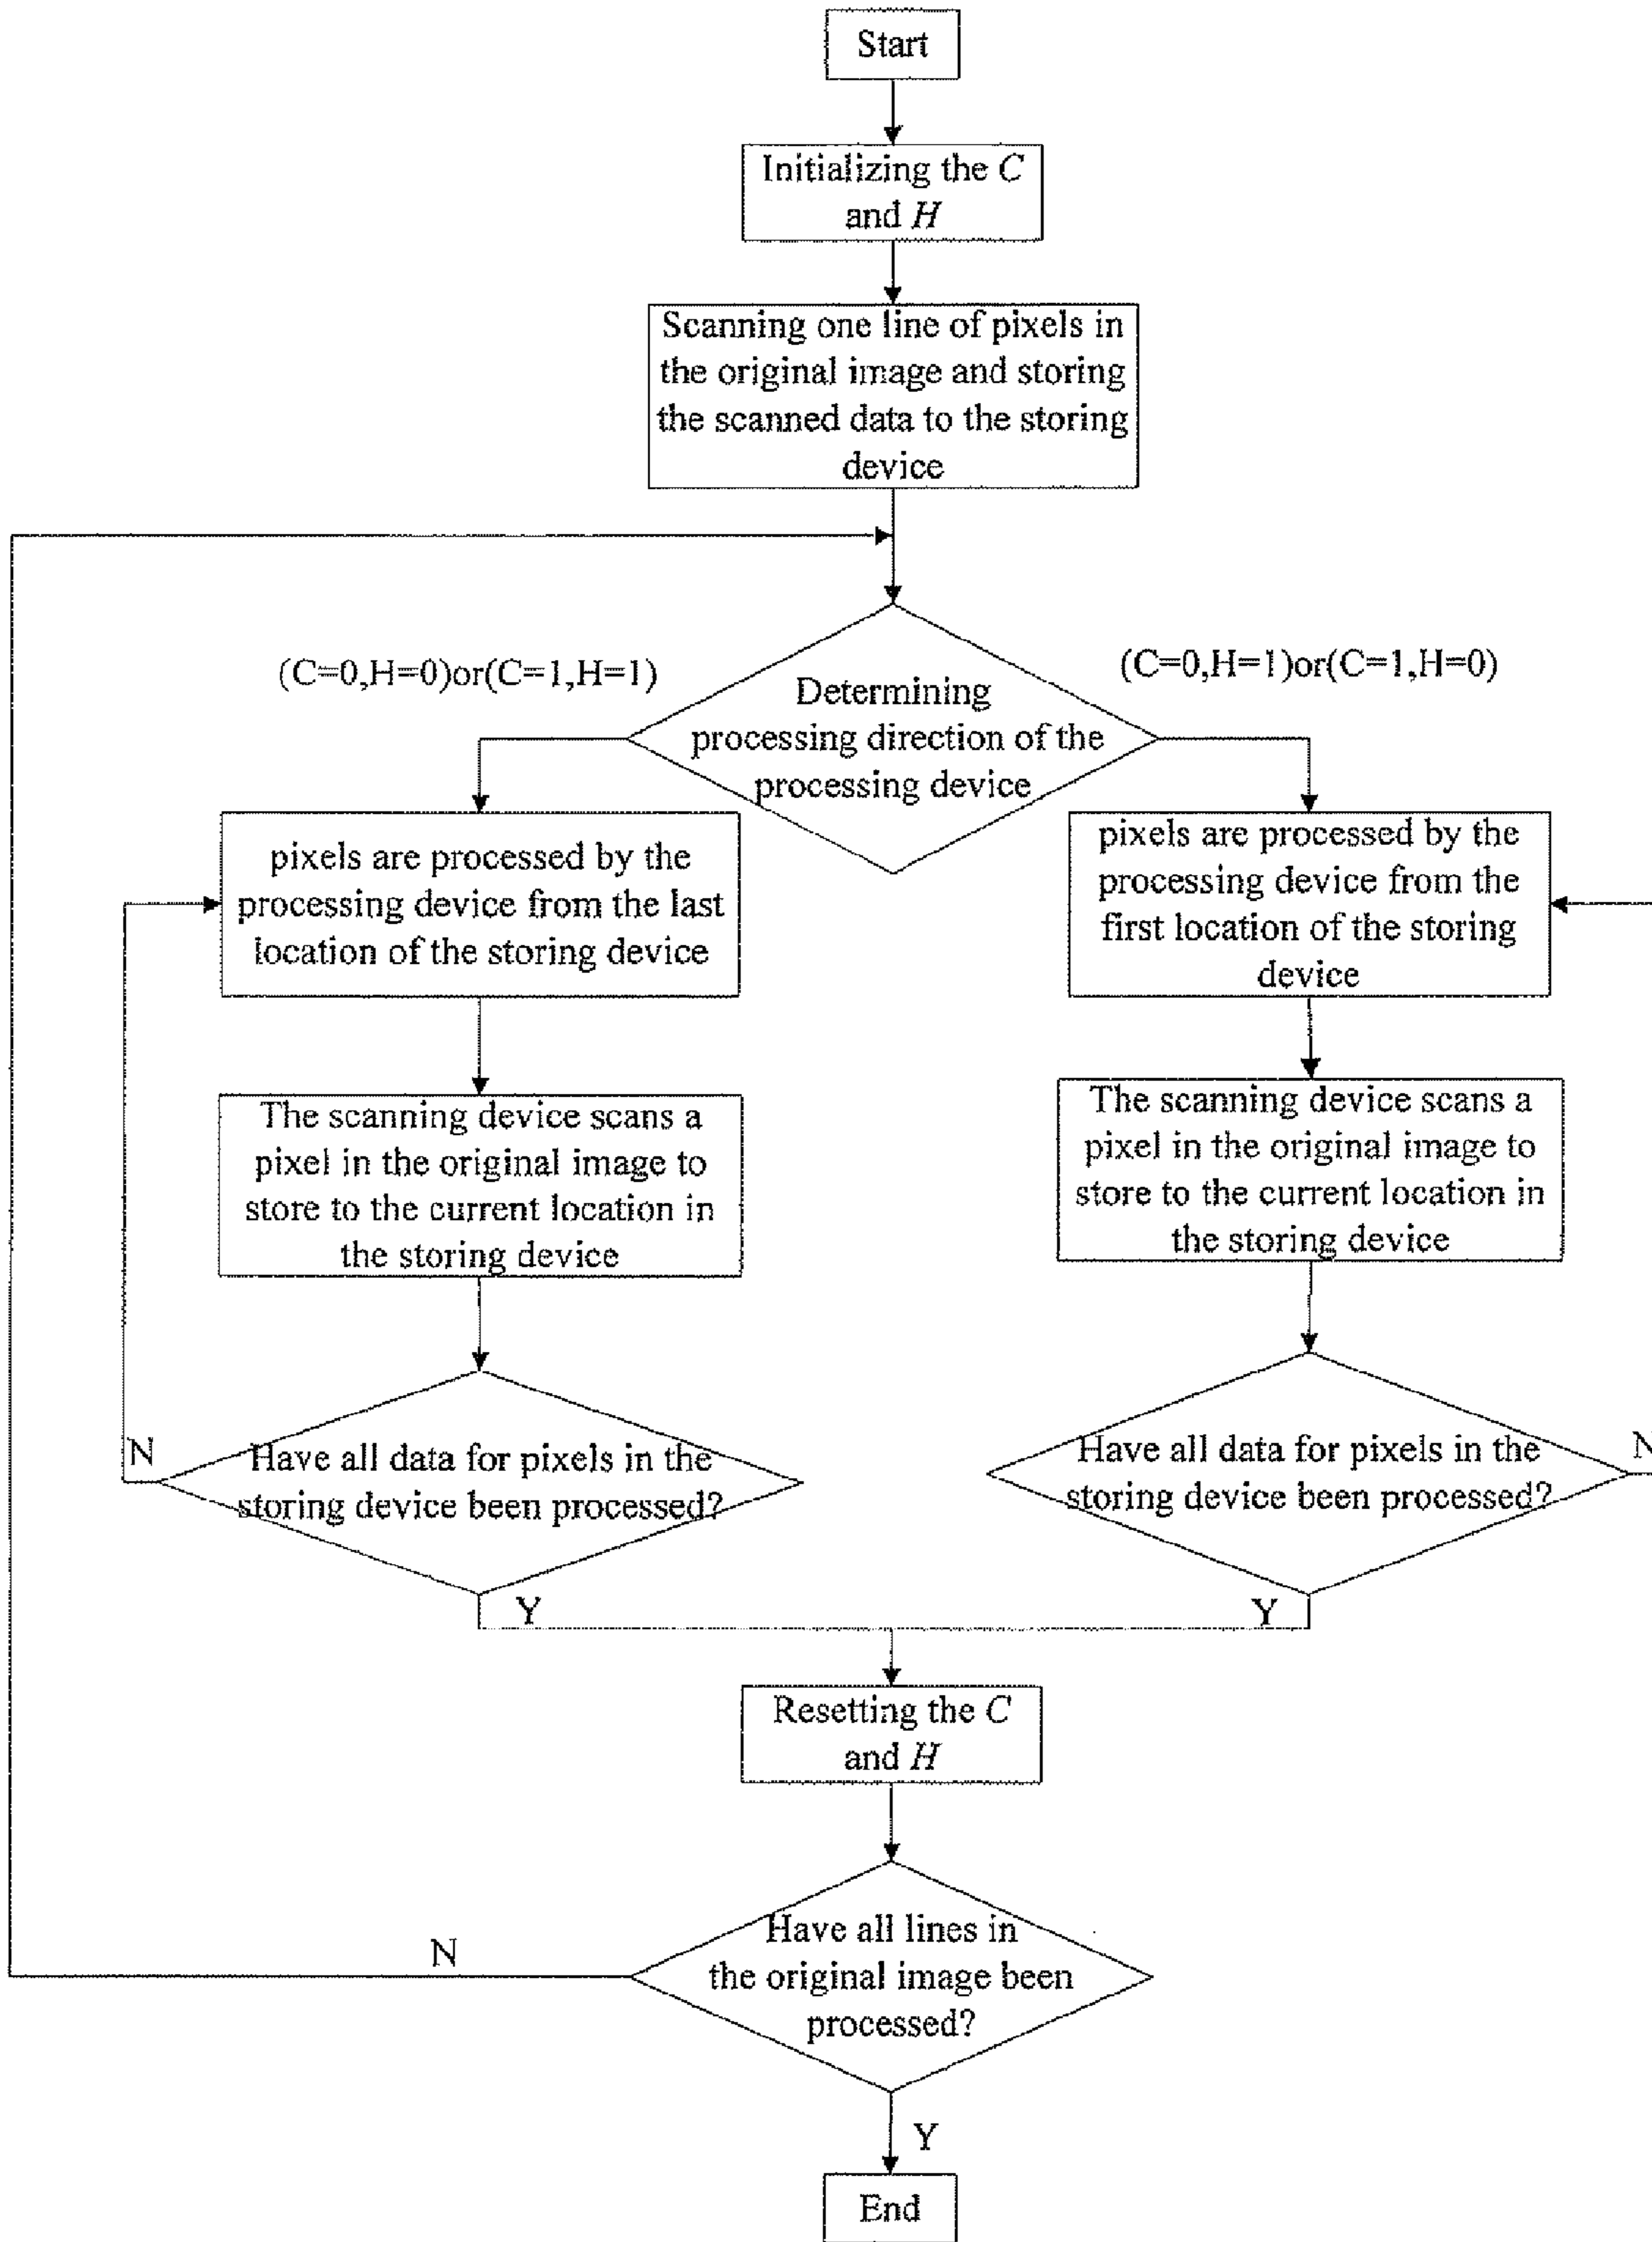 Start
Initializing the C
and H
Scanning one line of pixels in
the original image and storing
the scanned data to the storing
device
(C=0,H=0)or(C=1,H=1)
(C=0,H=1)or(C=1,H=0)
Determining
processing direction of the
processing device
pixels are processed by the
processing device from the last
location of the storing device
pixels are processed by the
processing device from the
first location of the storing
device
The scanning device scans a
pixel in the original image to
store to the current location in
the storing device
The scanning device scans a
pixel in the original image to
store to the current location in
the storing device
N
Have all data for pixels in the
storing device been processed?
Have all data for pixels in the
storing device been processed?
N
Y
Y
Resetting the C
and H
N
Have all lines in
the original image been
processed?
Y
End